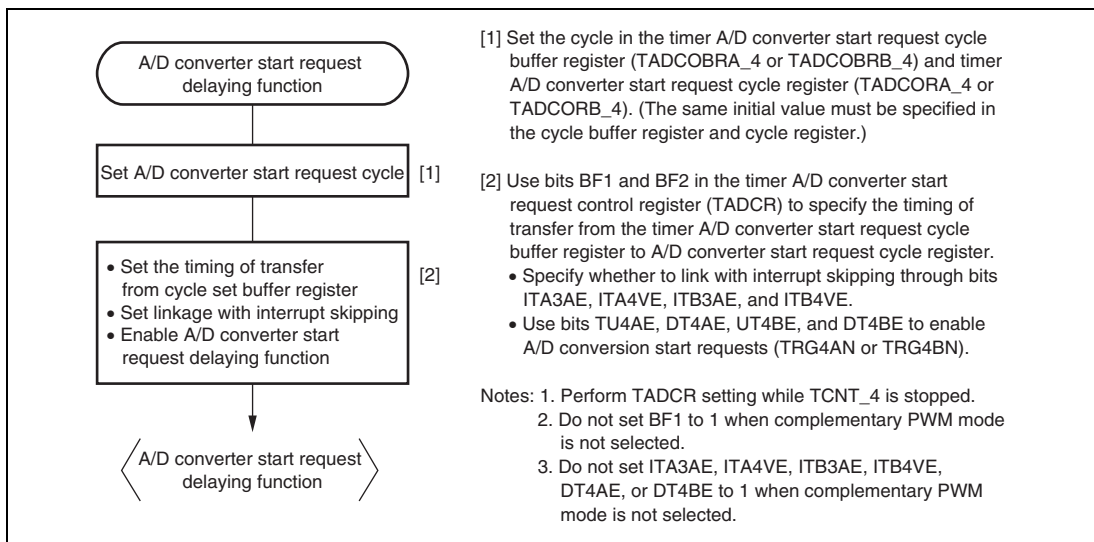 A/D converter start request
delaying function
Set A/D converter start request cycle [1]
• Set the timing of transfer
from cycle set buffer register
• Set linkage with interrupt skipping
• Enable A/D converter start
request delaying function
[2]
A/D converter start request
delaying function
[1] Set the cycle in the timer A/D converter start request cycle
buffer register (TADCOBRA_4 or TADCOBRB_4) and timer
A/D converter start request cycle register (TADCORA_4 or
TADCORB_4). (The same initial value must be specified in
the cycle buffer register and cycle register.)
[2] Use bits BF1 and BF2 in the timer A/D converter start
request control register (TADCR) to specify the timing of
transfer from the timer A/D converter start request cycle
buffer register to A/D converter start request cycle register.
• Specify whether to link with interrupt skipping through bits
ITA3AE, ITA4VE, ITB3AE, and ITB4VE.
• Use bits TU4AE, DT4AE, UT4BE, and DT4BE to enable
A/D conversion start requests (TRG4AN or TRG4BN).
Notes: 1. Perform TADCR setting while TCNT_4 is stopped.
2. Do not set BF1 to 1 when complementary PWM mode
is not selected.
3. Do not set ITA3AE, ITA4VE, ITB3AE, ITB4VE,
DT4AE, or DT4BE to 1 when complementary PWM
mode is not selected.